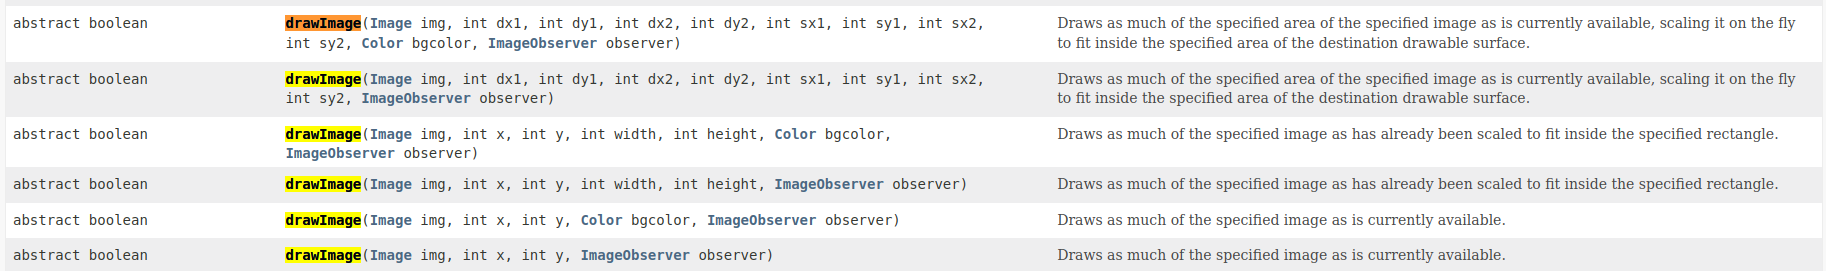 abstract boolean
drawImage(Image img, int dx1, int dy1, int dx2, int dy2, int sx1, int sy1, int sx2,
int sy2, Color bgcolor, ImageObserver observer)
Draws as much of the specified area of the specified image as is currently available, scaling it on the fly
to fit inside the specified area of the destination drawable surface.
abstract boolean
drawImage(Image img, int dx1, int dy1, int dx2, int dy2, int sx1, int sy1, int sx2,
int sy2, ImageObserver observer)
Draws as much of the specified area of the specified image as is currently available, scaling it on the fly
to fit inside the specified area of the destination drawable surface.
abstract boolean
drawImage(Image img, int x, int y, int width, int height, Color bgcolor,
ImageObserver observer)
Draws as much of the specified image as has already been scaled to fit inside the specified rectangle.
abstract boolean
drawImage(Image img, int x, int y, int width, int height, ImageObserver observer)
Draws as much of the specified image as has already been scaled to fit inside the specified rectangle.
abstract boolean
drawImage(Image img, int x, int y, Color bgcolor, ImageObserver observer)
Draws as much of the specified image as is currently available.
abstract boolean
drawImage(Image img, int x, int y, ImageObserver observer)
Draws as much of the specified image as is currently available.